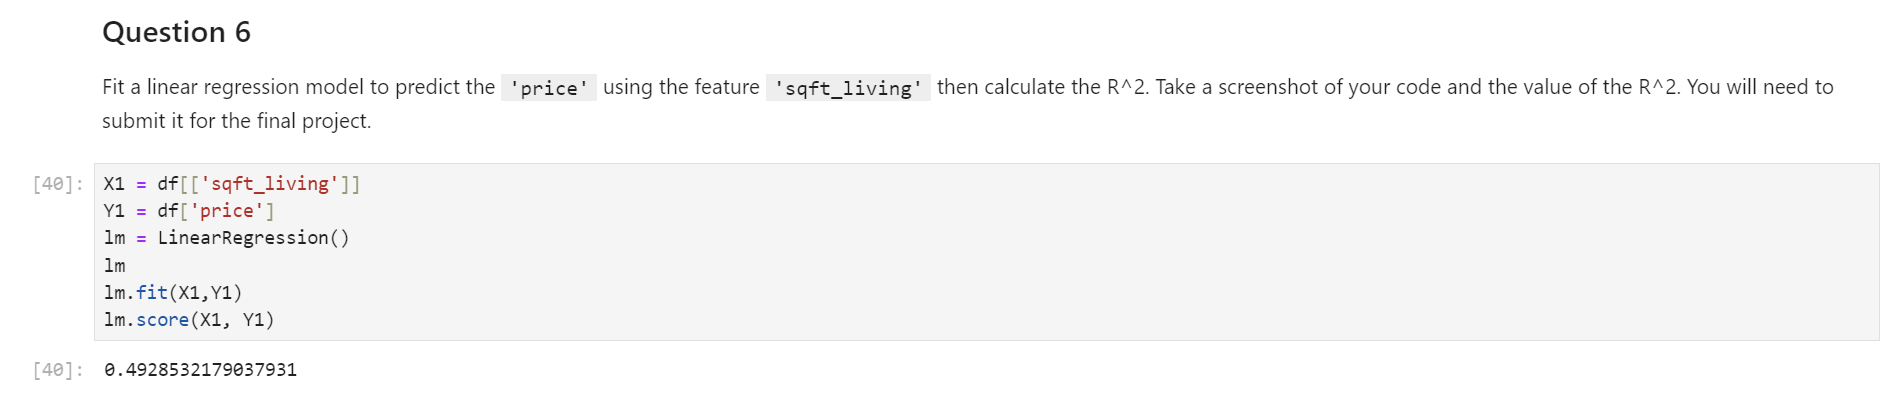 Question 6
Fit a linear regression model to predict the 'price' using the feature 'sqft_living' then calculate the R^2. Take a screenshot of your code and the value of the R^2. You will need to
submit it for the final project.
[40]: X1 = df[['sqft_living']]
Y1 = df['price']
lm = LinearRegression()
lm
lm.fit(X1,Y1)
lm.score(X1, Y1)
[40]: 0.4928532179037931